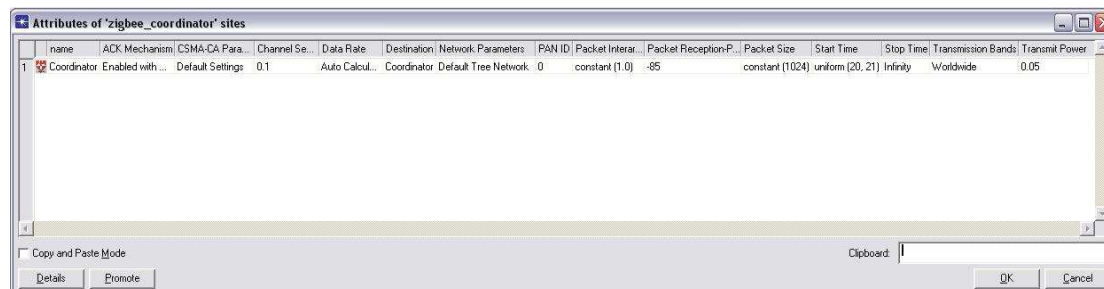 Attributes of 'zigbee_coordinator' sites
name ACK Mechanism CSMA-CA Para... Channel Se... Data Rate Destination Network Parameters PAN ID Packet Interar... Packet Reception-P... Packet Size Start Time Stop Time Transmission Bands Transmit Power
1 Coordinator Enabled with ... Default Settings 0.1 Auto Calcul... Coordinator Default Tree Network 0 constant (1.0) -85 constant (1024) uniform (20, 21) Infinity Worldwide 0.05
Copy and Paste Mode Clipboard:
Details Promote OK Cancel